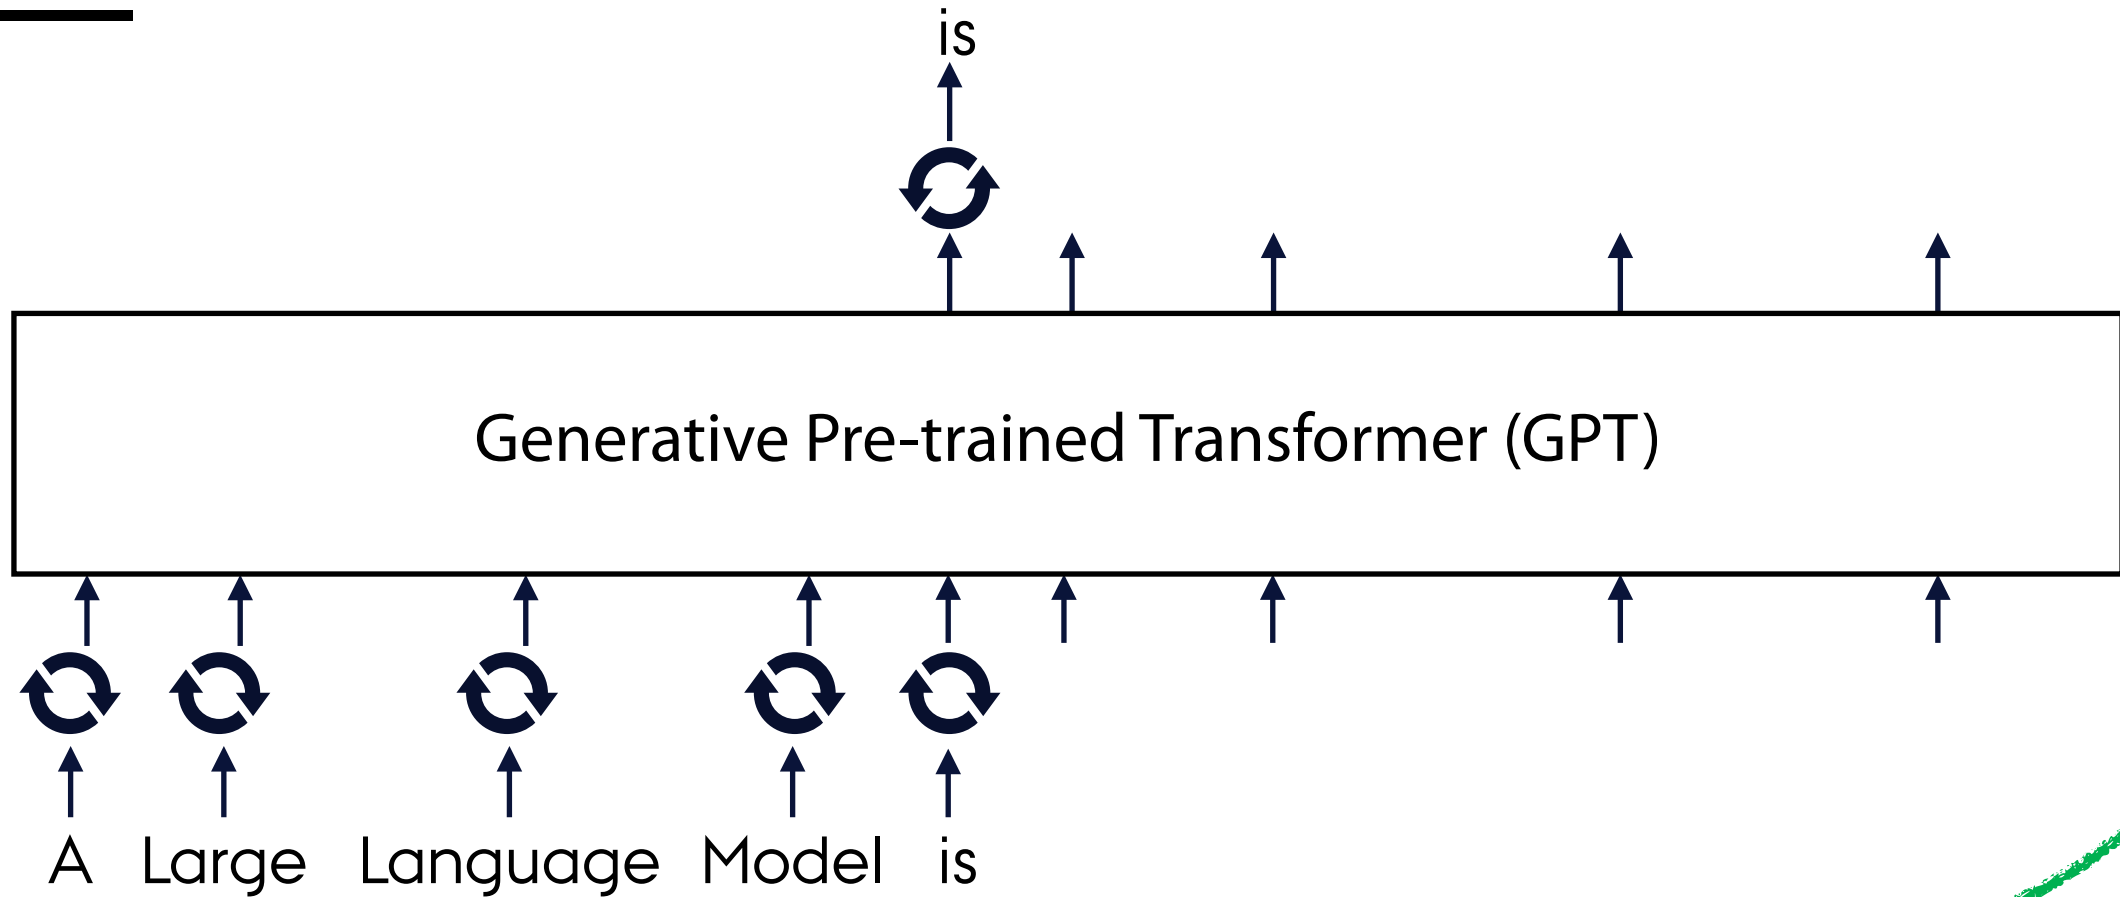 is
Generative Pre-trained Transformer (GPT)
A Large Language Model is